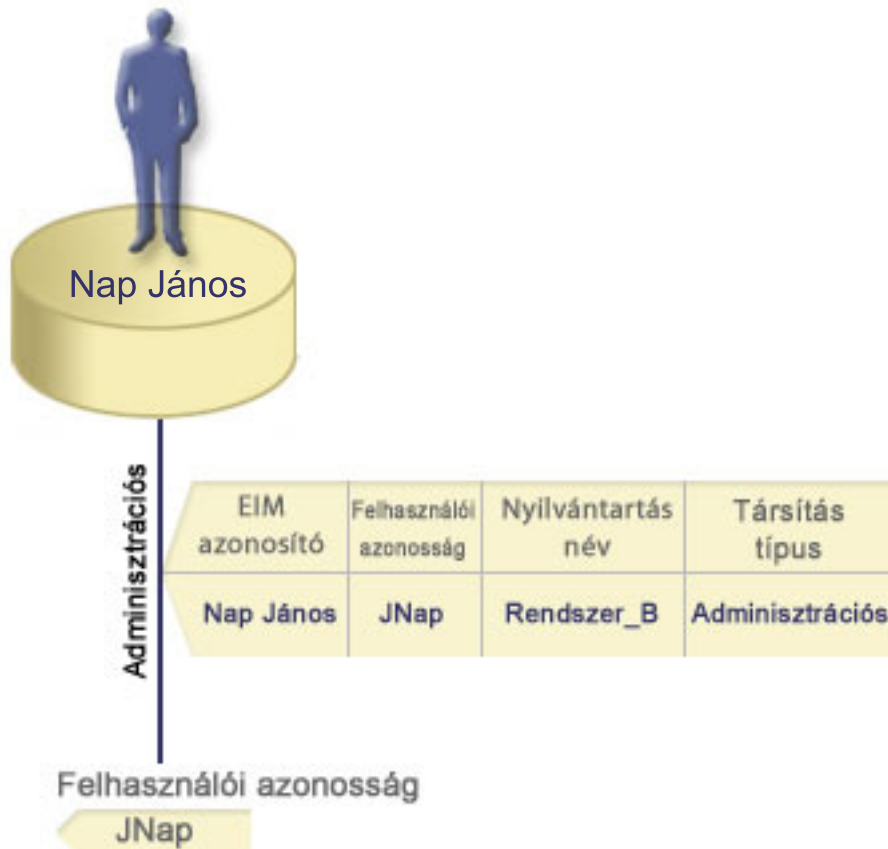 Nap János
Adminisztrációs
EIM azonosító
Felhasználói azonosság
Nyilvántartás név
Társítás típus
Nap János
JNap
Rendszer_B
Adminisztrációs
Felhasználói azonosság
JNap